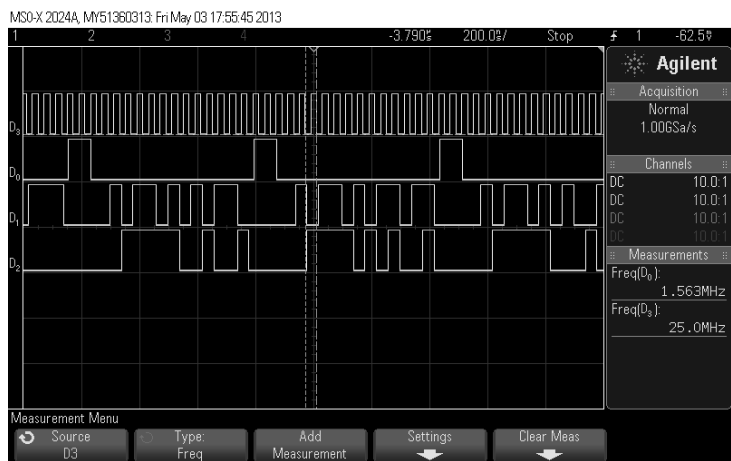 MSO-X 2024A, MY51360313: Fri May 03 17:55:45 2013
1 2 3 4 -3.790s 200.0s/ Stop 1 -62.5V
Agilent
Acquisition
Normal
1.00GSa/s
Channels
DC 10.0:1
DC 10.0:1
DC 10.0:1
DC 10.0:1
Measurements
Freq(D0):
1.563MHz
Freq(D3):
25.0MHz
D3
D0
D1
D2
Measurement Menu
Source
D3
Type:
Freq
Add
Measurement
Settings
Clear Meas